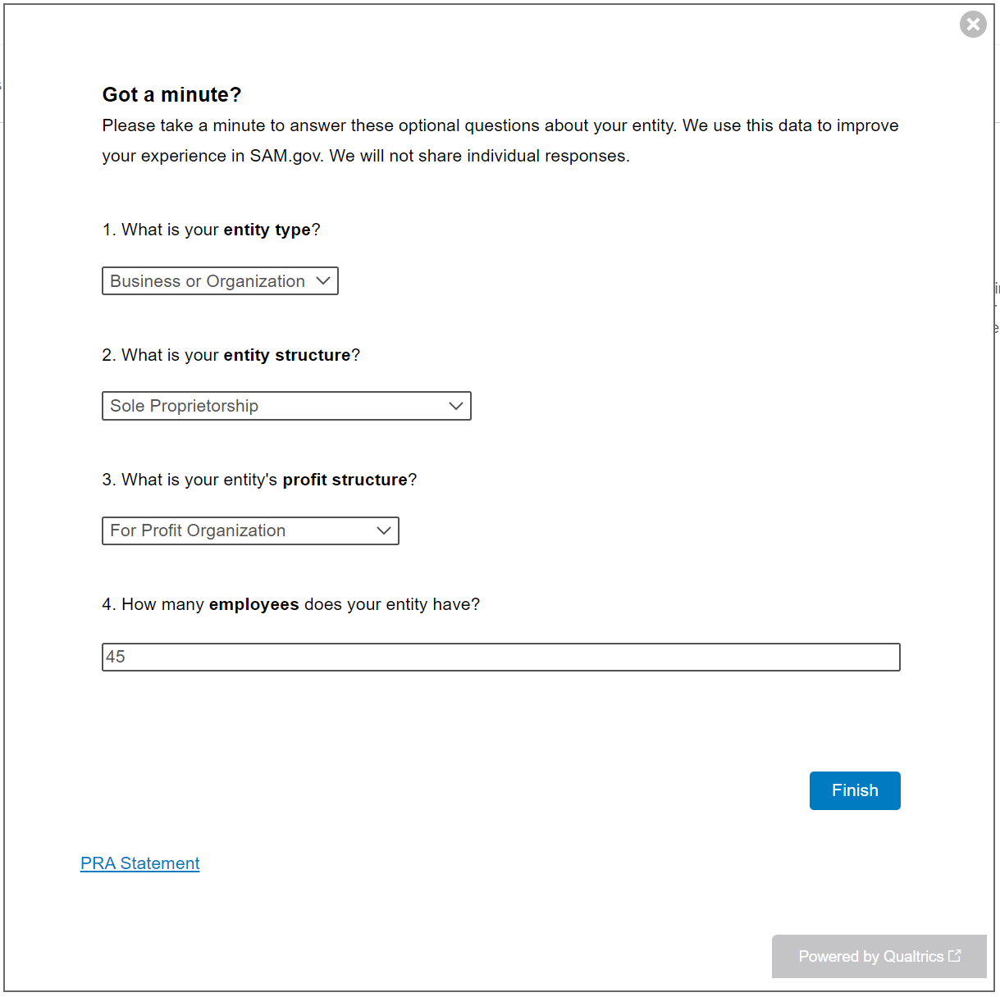 Got a minute?
Please take a minute to answer these optional questions about your entity. We use this data to improve
your experience in SAM.gov. We will not share individual responses.
1. What is your entity type?
Business or Organization
2. What is your entity structure?
Sole Proprietorship
3. What is your entity's profit structure?
For Profit Organization
4. How many employees does your entity have?
45
Finish
PRA Statement
Powered by Qualtrics